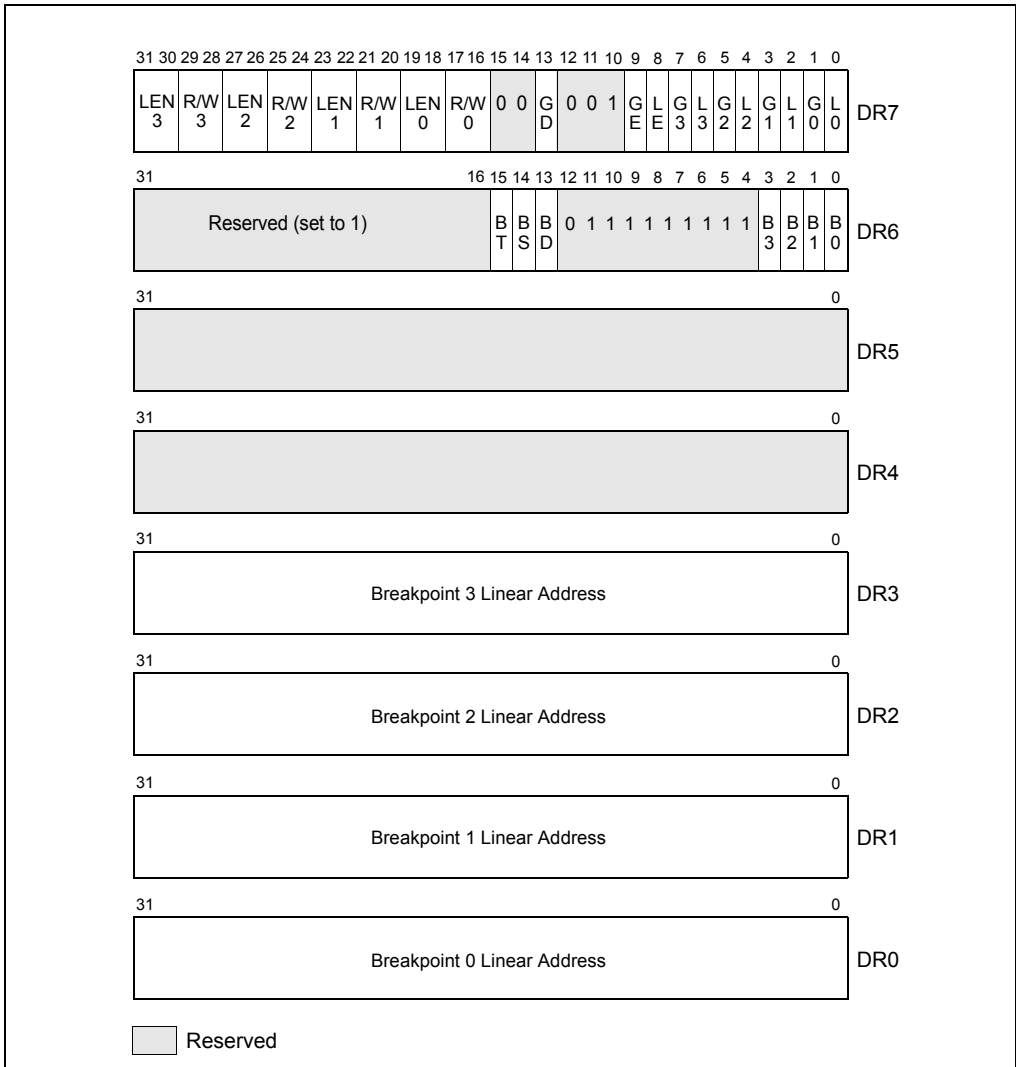 31 30 29 28 27 26 25 24 23 22 21 20 19 18 17 16 15 14 13 12 11 10 9 8 7 6 5 4 3 2 1 0
LEN 3 R/W 3 LEN 2 R/W 2 LEN 1 R/W 1 LEN 0 R/W 0 0 0 G D 0 0 1 G E L E G 3 L 3 G 2 L 2 G 1 L 1 G 0 L 0 DR7
31 16 15 14 13 12 11 10 9 8 7 6 5 4 3 2 1 0
Reserved (set to 1) B T B S B D 0 1 1 1 1 1 1 1 1 B 3 B 2 B 1 B 0 DR6
31 0
DR5
31 0
DR4
31 0
Breakpoint 3 Linear Address DR3
31 0
Breakpoint 2 Linear Address DR2
31 0
Breakpoint 1 Linear Address DR1
31 0
Breakpoint 0 Linear Address DR0
Reserved